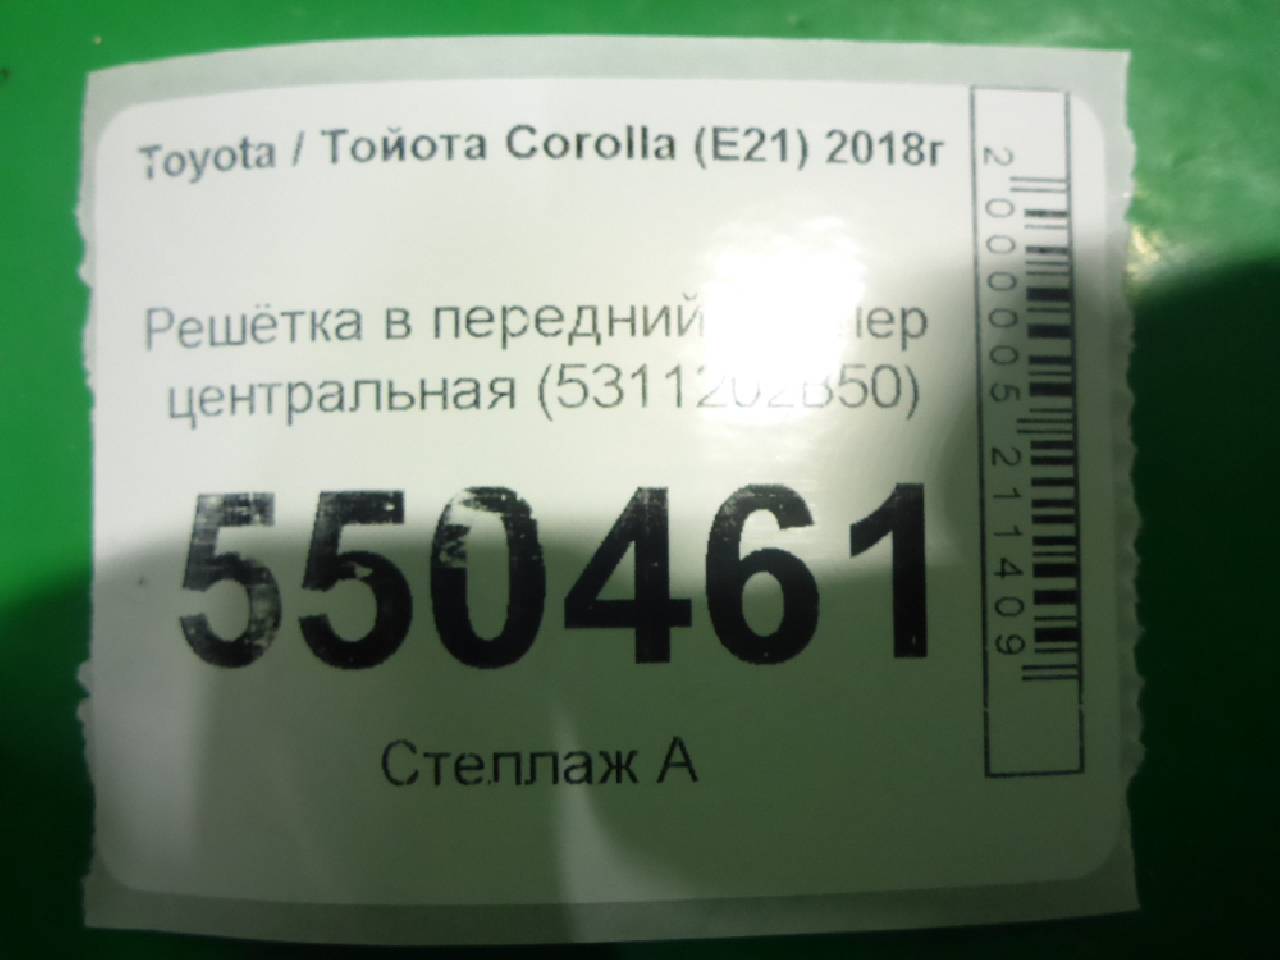 Toyota / Тойота Corolla (E21) 2018г
Решётка в передний
центральная (5311202B50)
550461
Стеллаж А
2000005211409